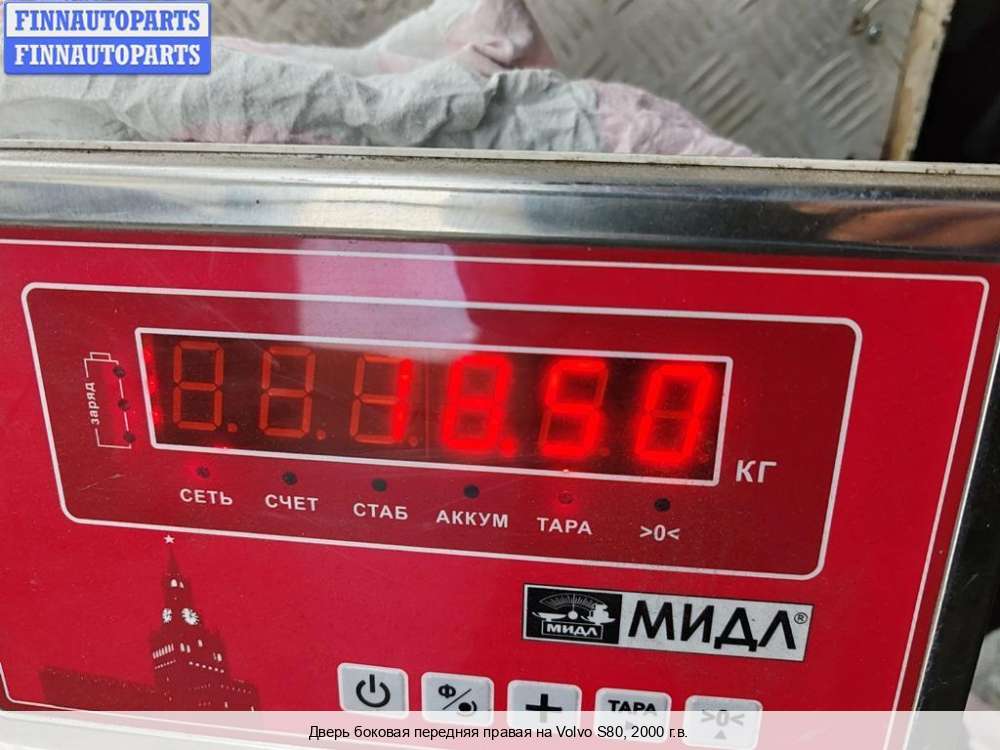 FINNAUTOPARTS
FINNAUTOPARTS
заряд
18.50
КГ
СЕТЬ СЧЕТ СТАБ АККУМ ТАРА >0<
МИДЛ МИДЛ®
Ф + ТАРА >0<
Дверь боковая передняя правая на Volvo S80, 2000 г.в.